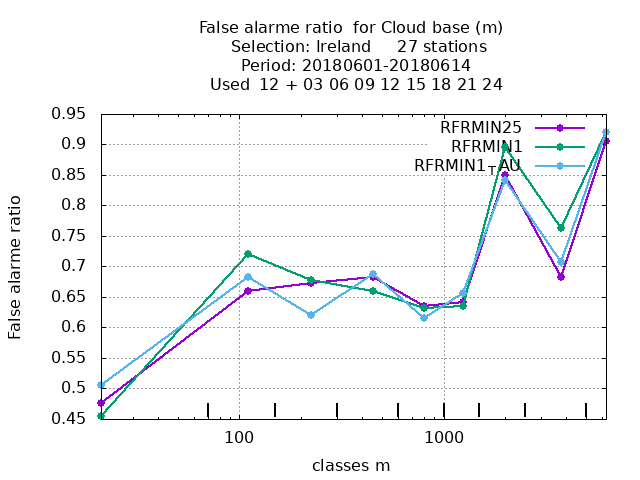 False alarme ratio  for Cloud base (m)
Selection: Ireland     27 stations
Period: 20180601-20180614
Used  12 + 03 06 09 12 15 18 21 24
RFRMIN25
RFRMIN1
RFRMIN1TAU
0.95
0.9
0.85
0.8
0.75
0.7
0.65
0.6
0.55
0.5
0.45
False alarme ratio
100
1000
classes m